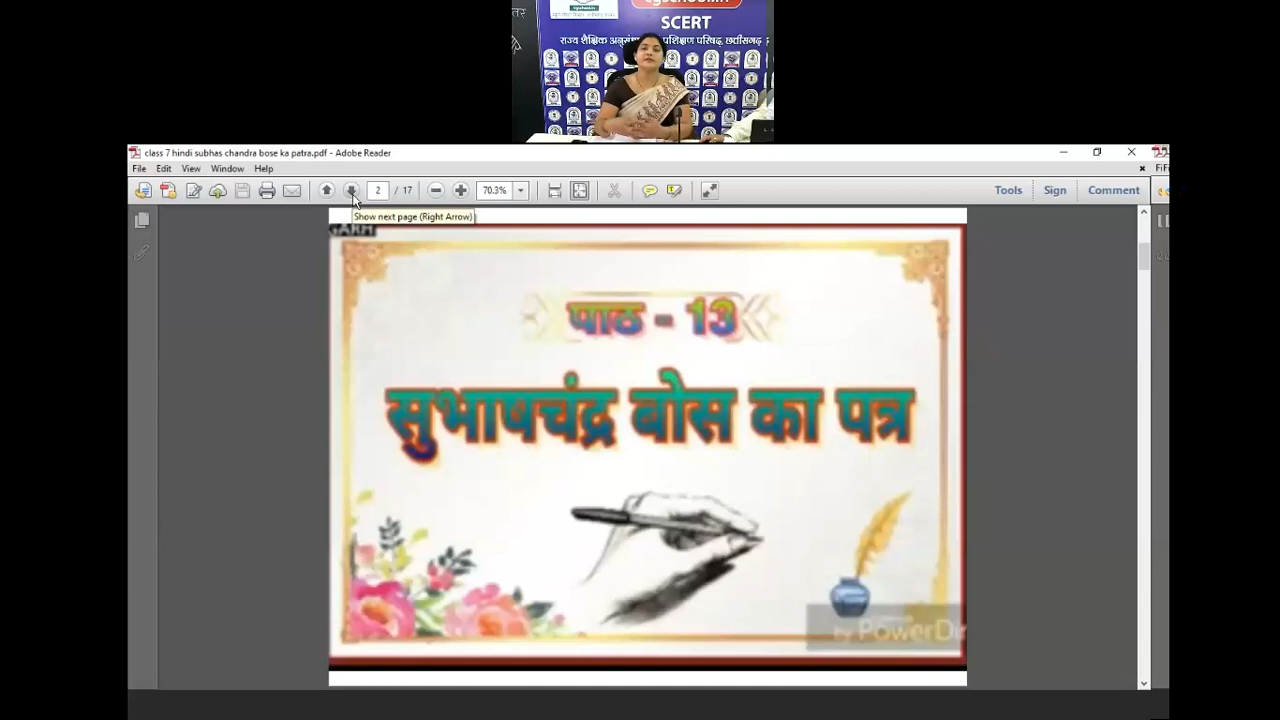 SCERT
राज्य शैक्षिक अनुसंधान प्रशिक्षण परिषद, छत्तीसगढ़
class 7 hindi subhas chandra bose ka patra.pdf - Adobe Reader
File Edit View Window Help
2 / 17 70.3% Tools Sign Comment
Show next page (Right Arrow)
GARH
पाठ - 13
सुभाषचंद्र बोस का पत्र
by PowerDi